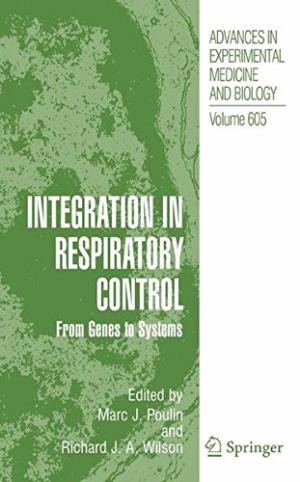 ADVANCES IN
EXPERIMENTAL
MEDICINE
AND BIOLOGY
Volume 605
INTEGRATION IN
RESPIRATORY
CONTROL
From Genes to Systems
Edited by
Marc J. Poulin
and
Richard J. A. Wilson
Springer